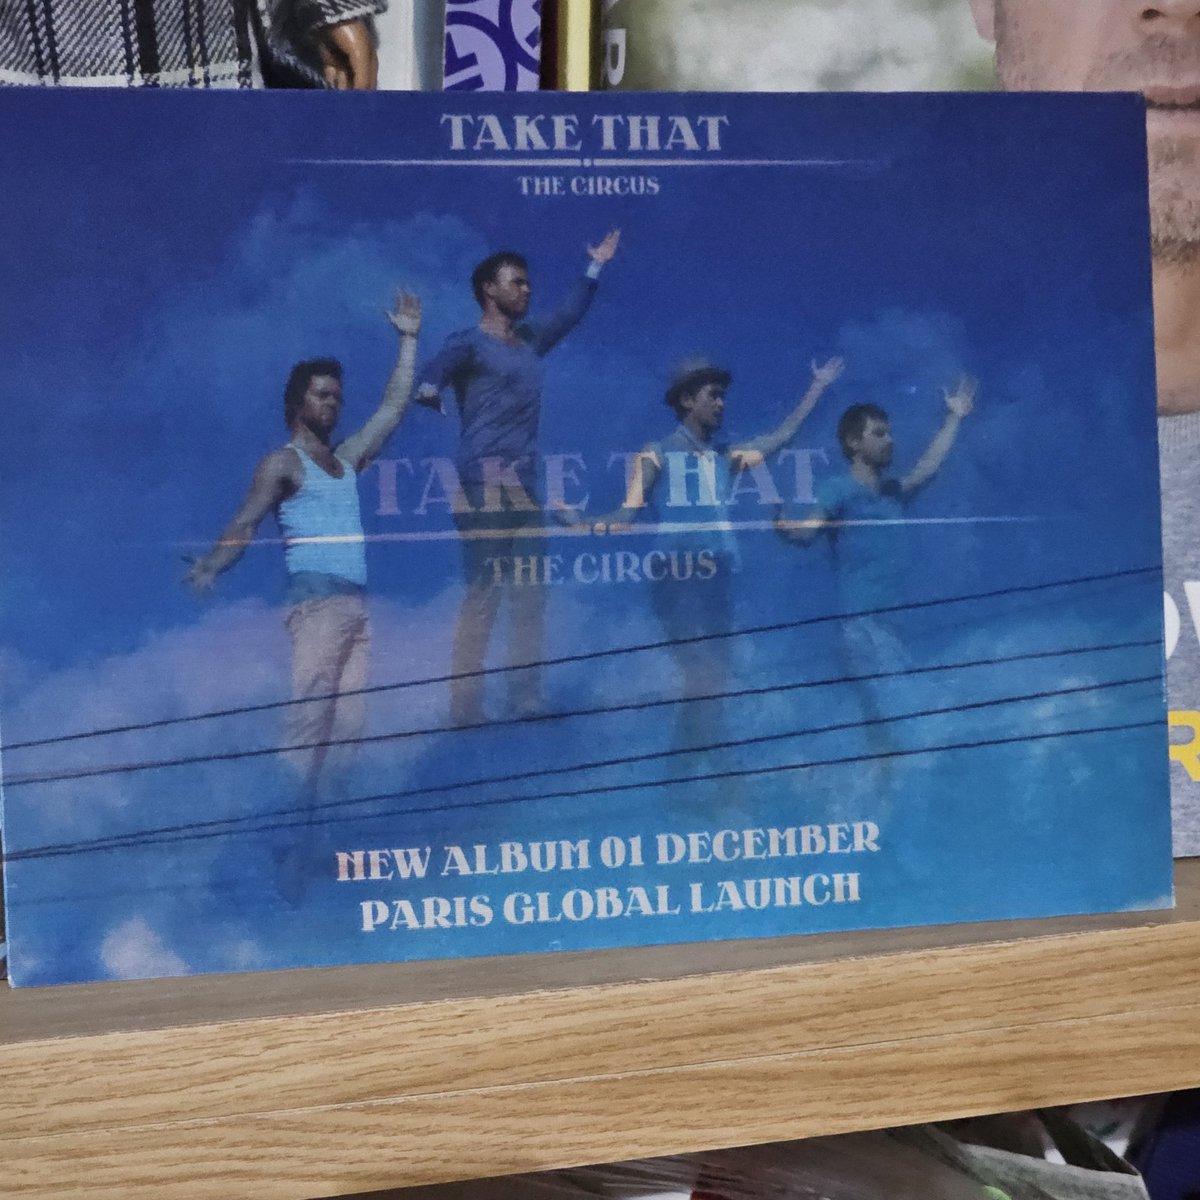 TAKE THAT
THE CIRCUS
TAKE THAT
THE CIRCUS
NEW ALBUM 01 DECEMBER
PARIS GLOBAL LAUNCH